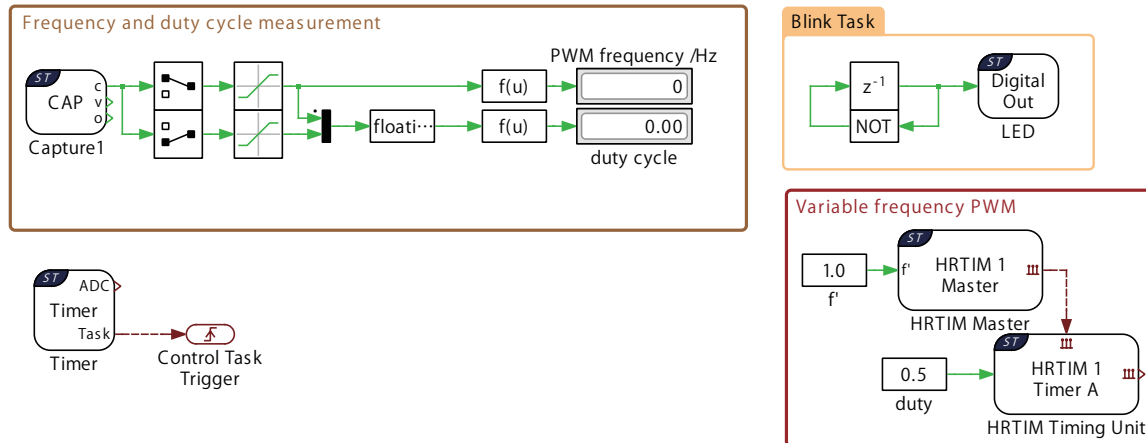 Frequency and duty cycle measurement
ST
CAP
c
v
o
Capture1
f(u)
PWM frequency /Hz
0
floati···
f(u)
0.00
duty cycle
Blink Task
z-1
NOT
ST
Digital
Out
LED
ST
ADC
Timer
Task
Timer
Control Task
Trigger
Variable frequency PWM
1.0
f'
ST
f'
HRTIM 1
Master
HRTIM Master
0.5
duty
ST
HRTIM 1
Timer A
HRTIM Timing Unit